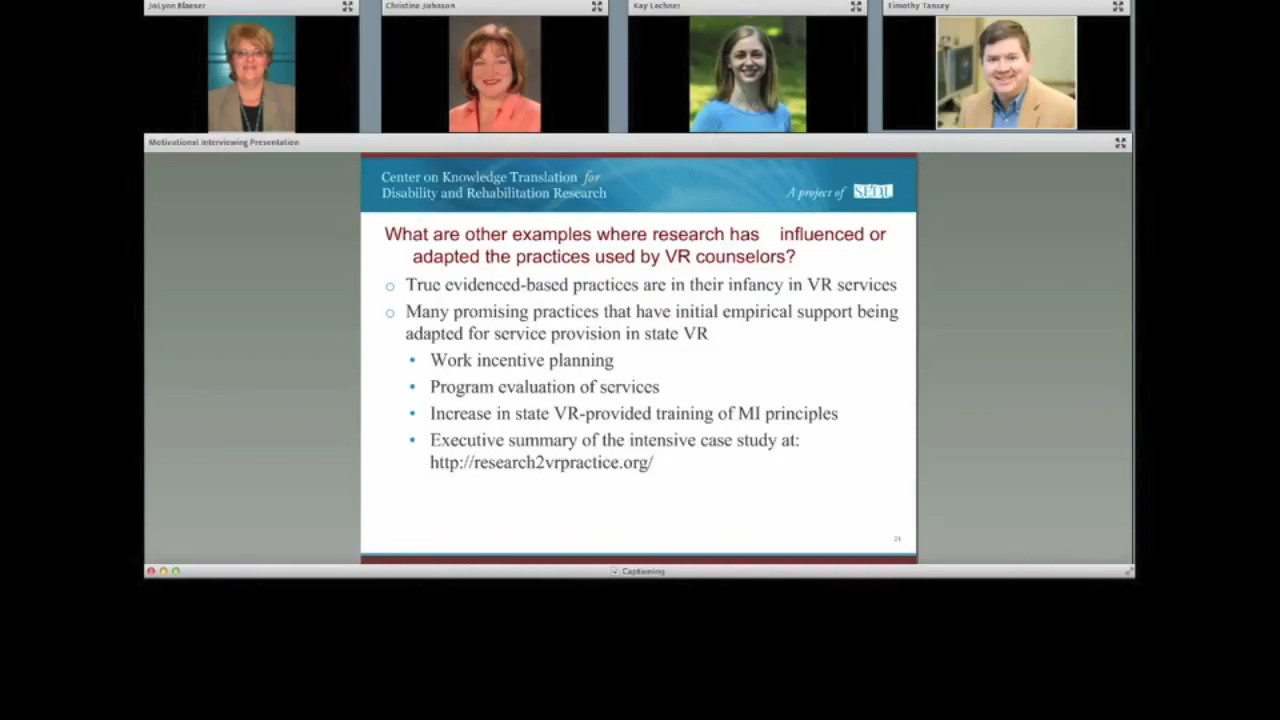 JoLynn Blaeser
Christine Johnson
Kay Lechner
Timothy Tansey
Motivational Interviewing Presentation
Center on Knowledge Translation for
Disability and Rehabilitation Research
A project of SEDL
What are other examples where research has influenced or
adapted the practices used by VR counselors?
True evidenced-based practices are in their infancy in VR services
Many promising practices that have initial empirical support being
adapted for service provision in state VR
Work incentive planning
Program evaluation of services
Increase in state VR-provided training of MI principles
Executive summary of the intensive case study at:
http://research2vrpractice.org/
Captioning